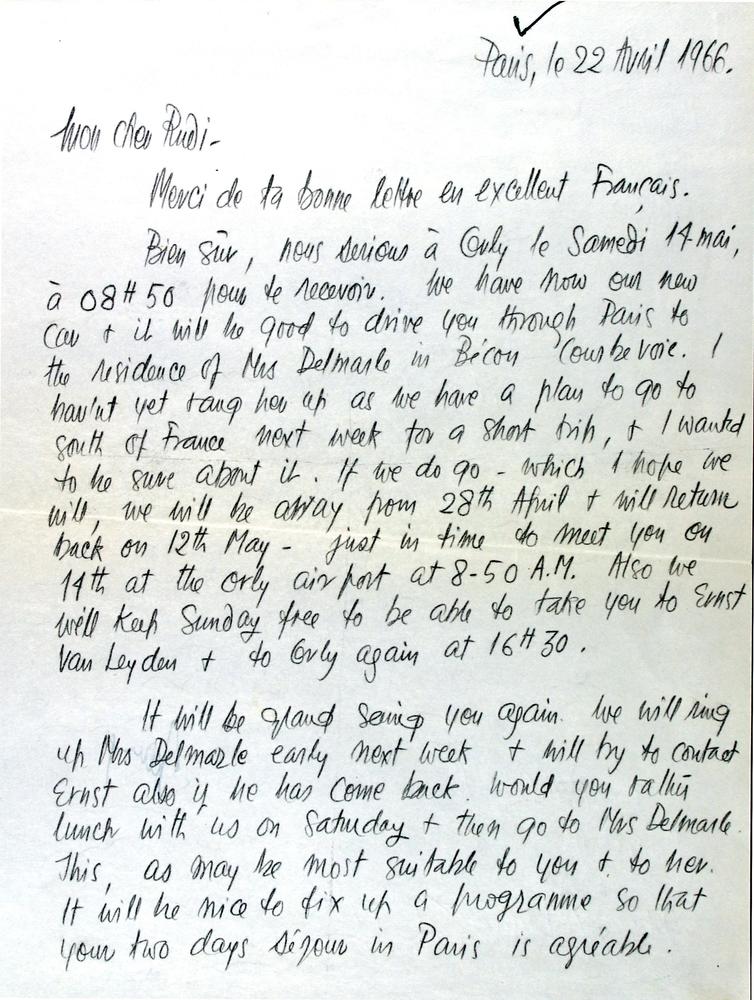 Paris, le 22 Avril 1966.
Mon cher Rudi -
Merci de ta bonne lettre en excellent Français.
Bien sûr, nous serions à Orly le Samedi 14 mai,
à 08H50 pour te recevoir. We have now our new
car + it will be good to drive you through Paris to
the residence of Mrs Delmarle in Bécon Courbevoie. I
hav'nt yet rang her up as we have a plan to go to
south of France next week for a short trip, + I wanted
to be sure about it. If we do go - which I hope we
will, we will be away from 28th April + will return
back on 12th May - just in time to meet you on
14th at the Orly air port at 8-50 A.M. Also we
we'll keep Sunday free to be able to take you to Ernst
Van Leyden + to Orly again at 16H30.
It will be grand seeing you again. We will ring
up Mrs Delmarle early next week + will try to contact
Ernst also if he has come back. Would you
lunch with us on Saturday + then go to Mrs Delmarle.
This, as may be most suitable to you + to her.
It will be nice to fix up a programme so that
your two days séjour in Paris is agréable.